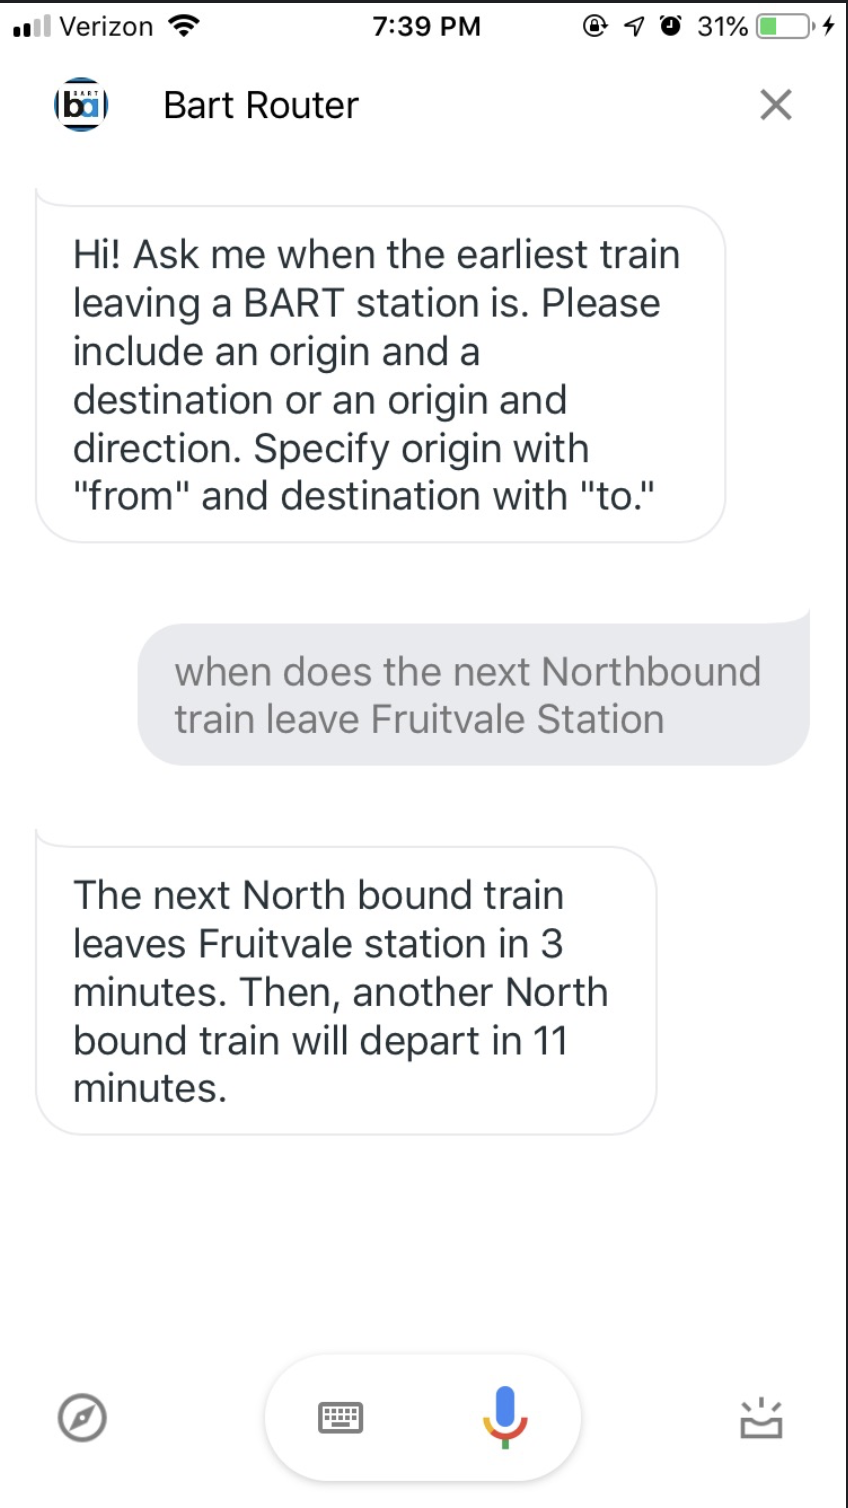 Verizon 7:39 PM 31%
BART
ba Bart Router
Hi! Ask me when the earliest train
leaving a BART station is. Please
include an origin and a
destination or an origin and
direction. Specify origin with
"from" and destination with "to."
when does the next Northbound
train leave Fruitvale Station
The next North bound train
leaves Fruitvale station in 3
minutes. Then, another North
bound train will depart in 11
minutes.